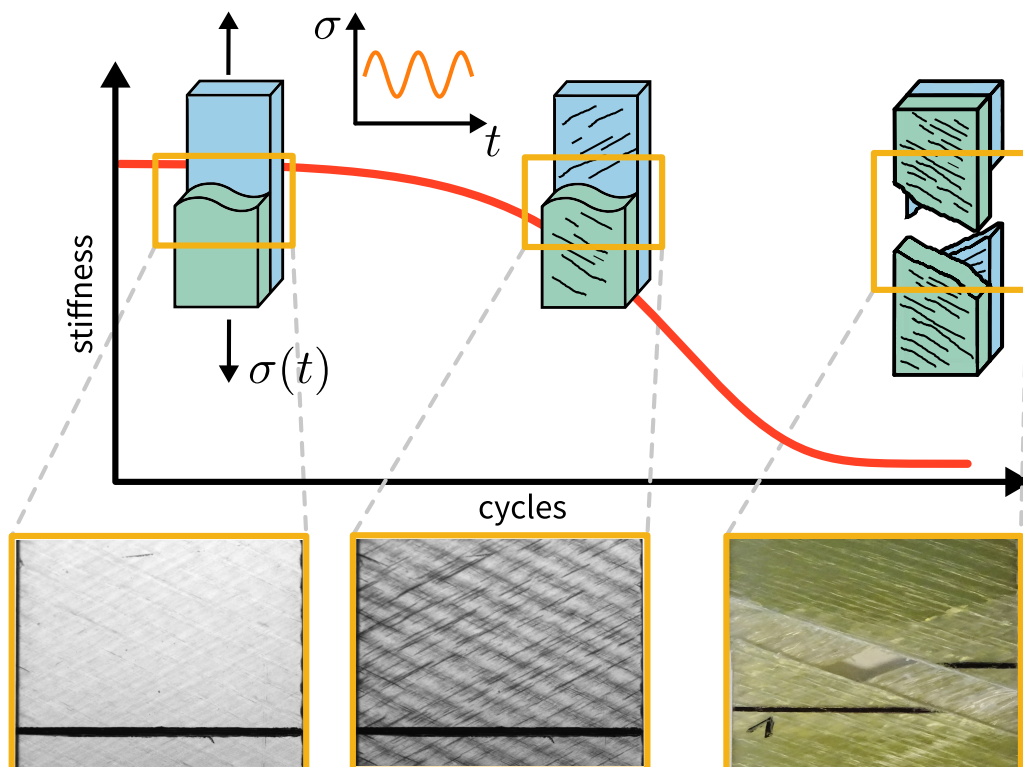 σ
t
stiffness
σ(t)
cycles